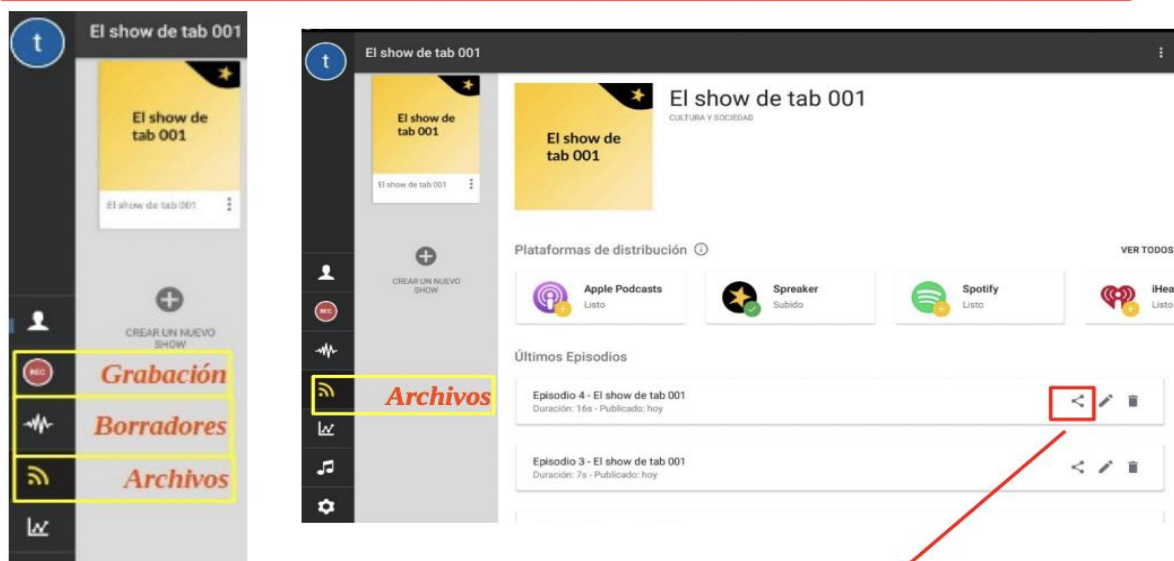 t
El show de tab 001
El show de
tab 001
El show de tab 001
CREAR UN NUEVO
SHOW
REC
Grabación
Borradores
Archivos
t
El show de tab 001
El show de
tab 001
El show de tab 001
CREAR UN NUEVO
SHOW
REC
Archivos
El show de
tab 001
El show de tab 001
CULTURA Y SOCIEDAD
Plataformas de distribución
VER TODOS
Apple Podcasts
Listo
Spreaker
Subido
Spotify
Listo
iHea
Listo
Últimos Episodios
Episodio 4 - El show de tab 001
Duración: 16s - Publicado: hoy
Episodio 3 - El show de tab 001
Duración: 7s - Publicado: hoy